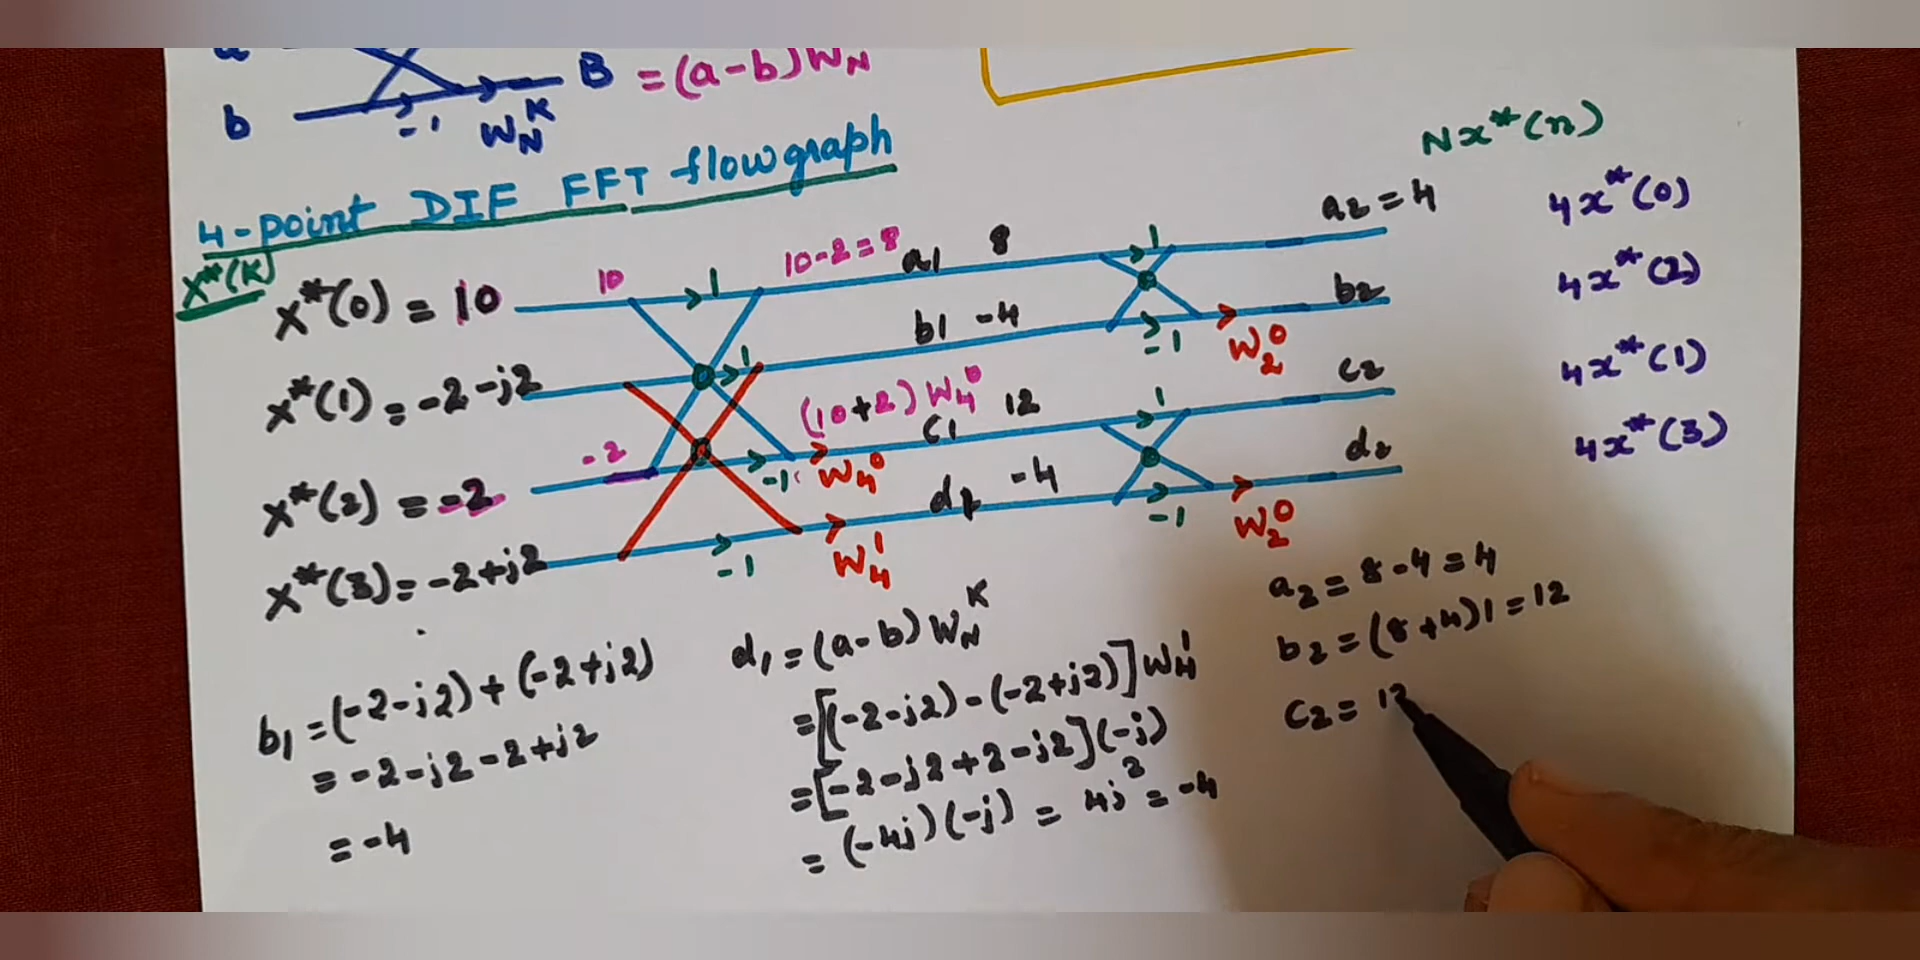 a
b
-1
W_N^K
B = (a-b)W_N
4-point DIF FFT flowgraph
X*(K)
Nx*(n)
X*(0) = 10
10
1
10-2=8
a1 8
1
a2 = 4
4x*(0)
X*(1) = -2-j2
1
b1 -4
-1
W_2^0
b2
4x*(2)
X*(2) = -2
-2
-1
W_4^0
(10+2)W_4^0
c1 12
1
c2
4x*(1)
X*(3) = -2+j2
-1
W_4^1
d1 -4
-1
W_2^0
d2
4x*(3)
b1 = (-2-j2)+(-2+j2)
= -2-j2-2+j2
= -4
d1 = (a-b)W_N^K
= [(-2-j2)-(-2+j2)]W_4^1
= [-2-j2+2-j2](-j)
= (-4j)(-j) = 4j^2 = -4
a2 = 8-4 = 4
b2 = (8+4)1 = 12
c2 = 12